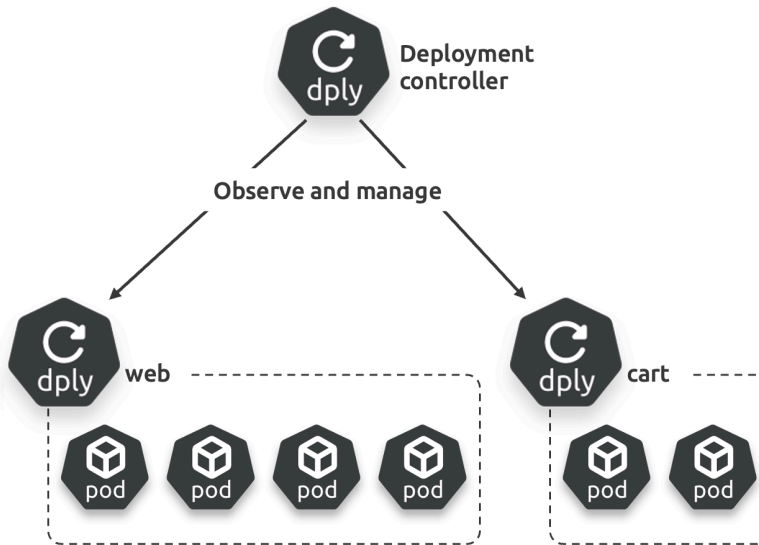 dply
Deployment
controller
Observe and manage
dply
web
dply
cart
pod
pod
pod
pod
pod
pod